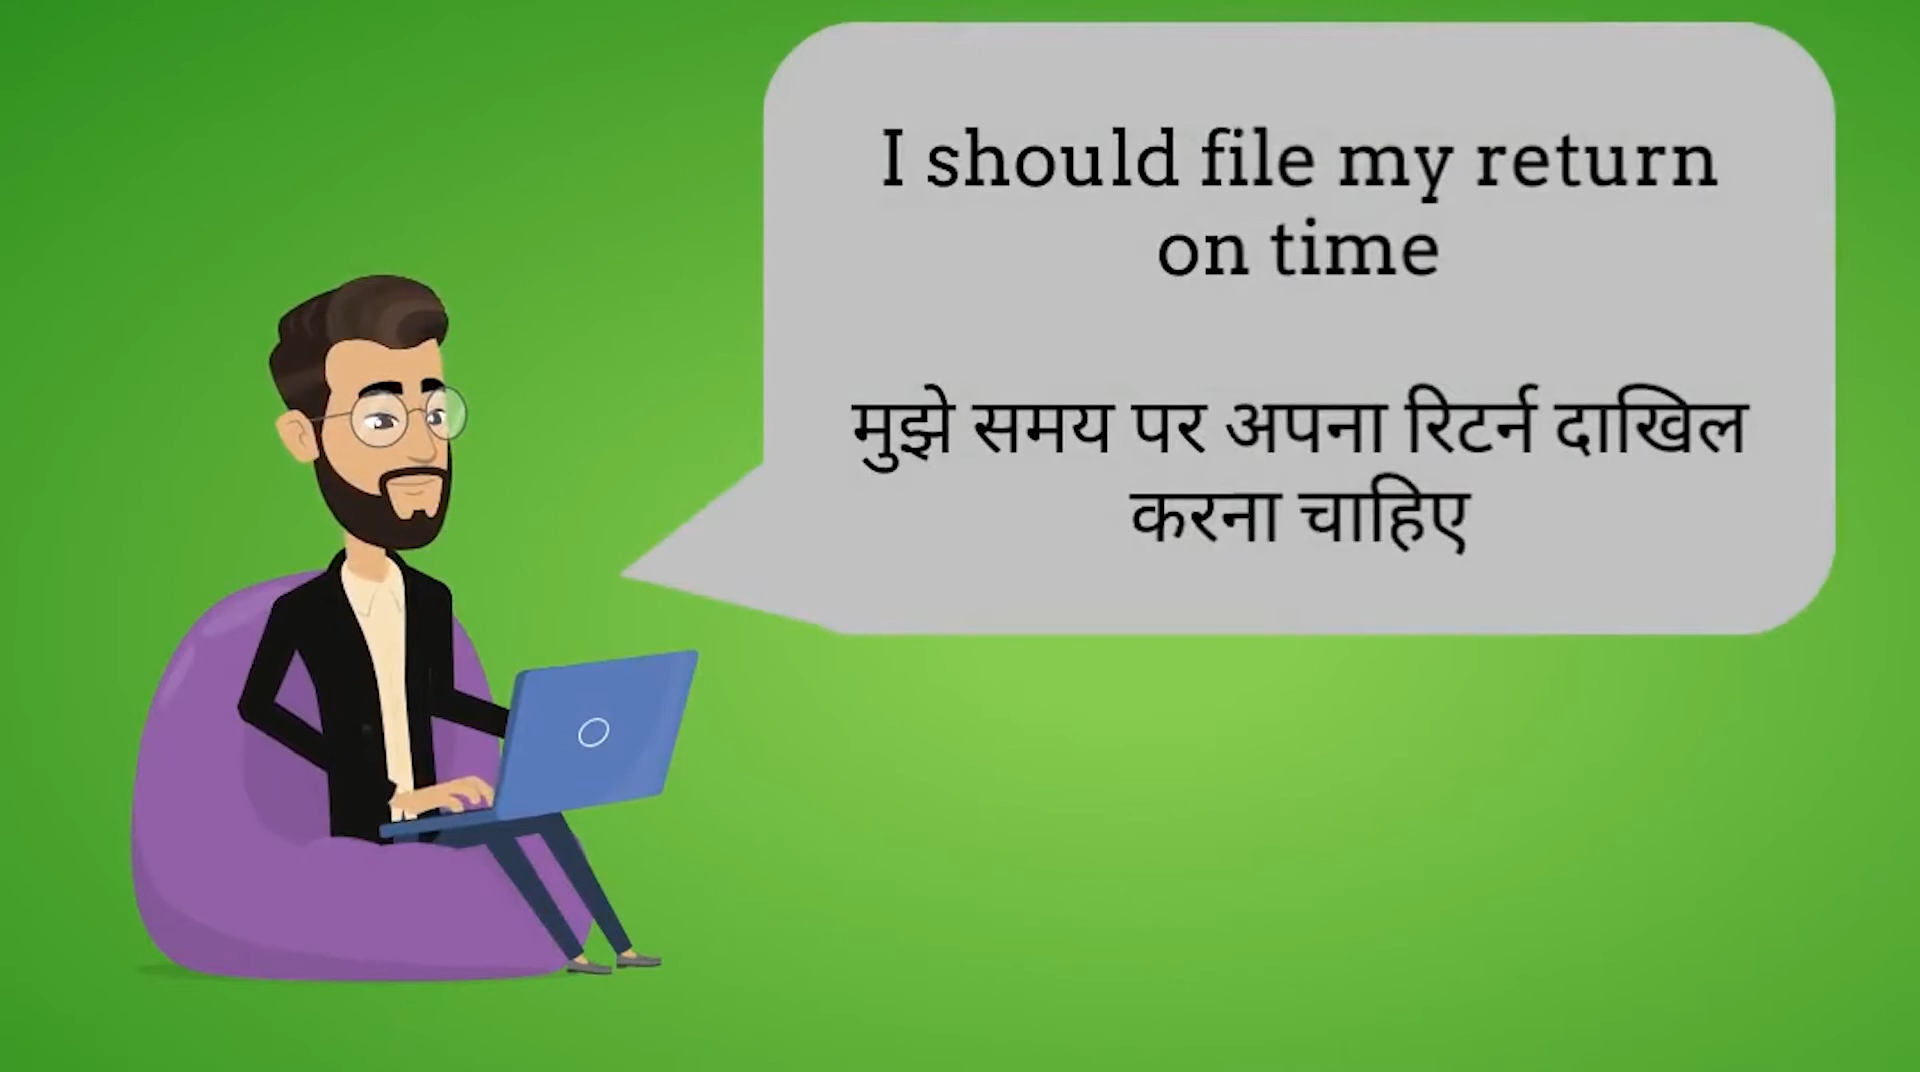 I should file my return
on time
मुझे समय पर अपना रिटर्न दाखिल
करना चाहिए